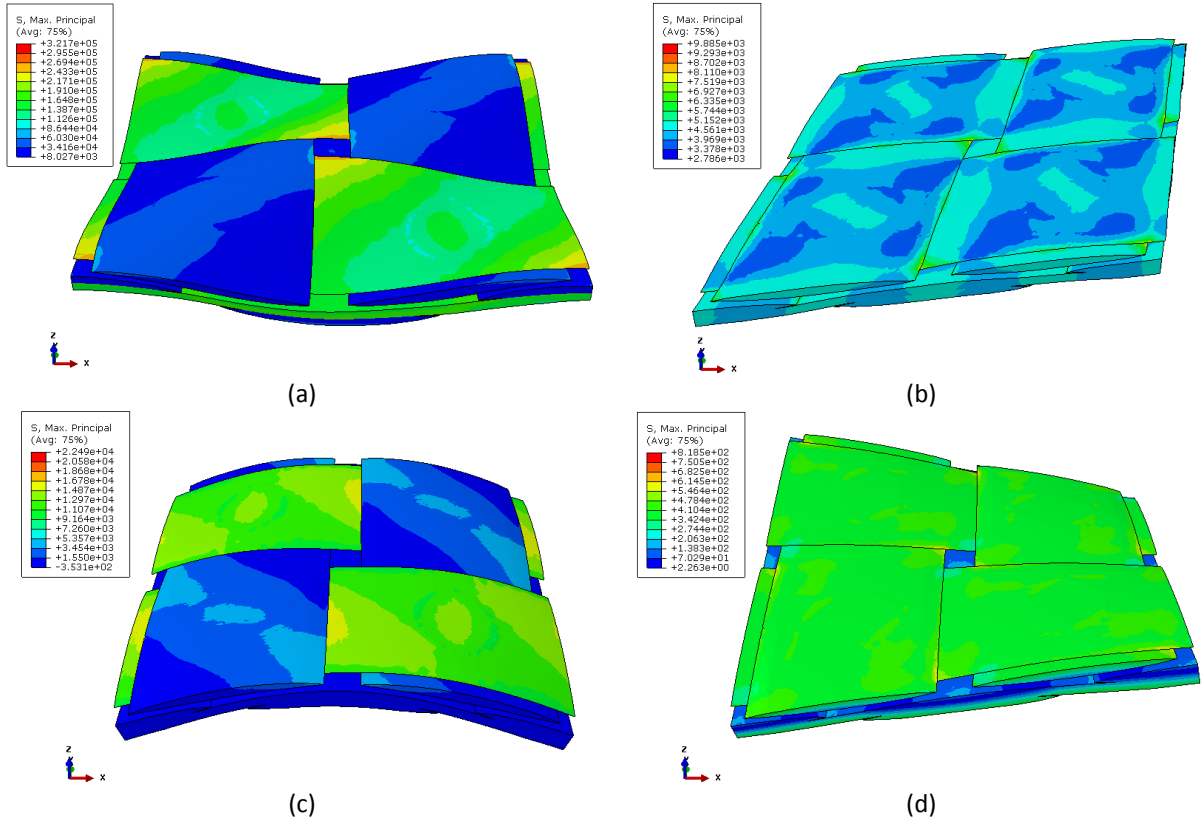 S, Max. Principal
(Avg: 75%)
+3.217e+05
+2.955e+05
+2.694e+05
+2.433e+05
+2.171e+05
+1.910e+05
+1.648e+05
+1.387e+05
+1.126e+05
+8.644e+04
+6.030e+04
+3.416e+04
+8.027e+03
Z
Y
X
(a)
S, Max. Principal
(Avg: 75%)
+9.885e+03
+9.293e+03
+8.702e+03
+8.110e+03
+7.519e+03
+6.927e+03
+6.335e+03
+5.744e+03
+5.152e+03
+4.561e+03
+3.969e+03
+3.378e+03
+2.786e+03
Z
Y
X
(b)
S, Max. Principal
(Avg: 75%)
+2.249e+04
+2.058e+04
+1.868e+04
+1.678e+04
+1.487e+04
+1.297e+04
+1.107e+04
+9.164e+03
+7.260e+03
+5.357e+03
+3.454e+03
+1.550e+03
-3.531e+02
Z
Y
X
(c)
S, Max. Principal
(Avg: 75%)
+8.185e+02
+7.505e+02
+6.825e+02
+6.145e+02
+5.464e+02
+4.784e+02
+4.104e+02
+3.424e+02
+2.744e+02
+2.063e+02
+1.383e+02
+7.029e+01
+2.263e+00
Z
Y
X
(d)